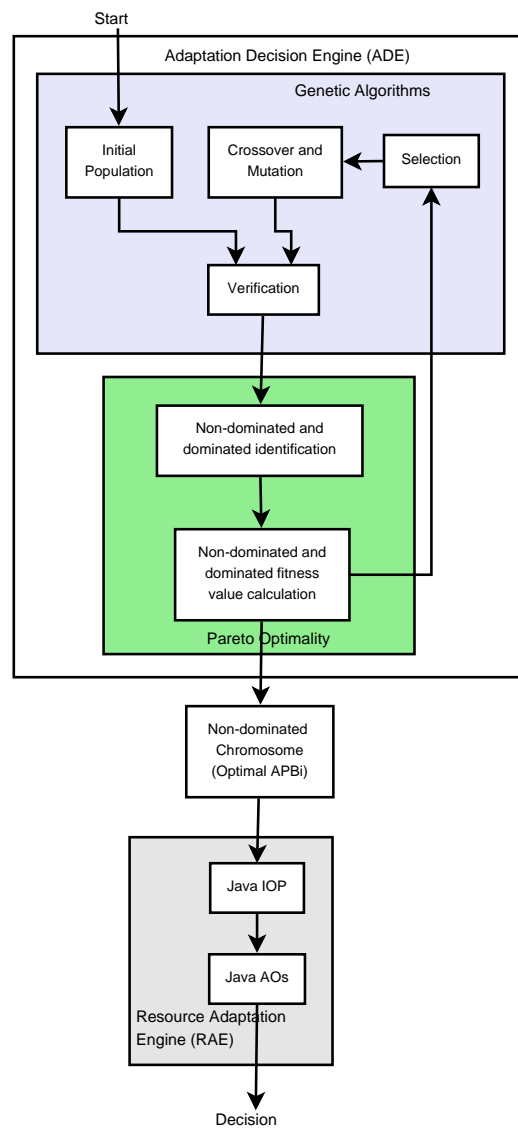 Start
Adaptation Decision Engine (ADE)
Genetic Algorithms
Initial
Population
Crossover and
Mutation
Selection
Verification
Non-dominated and
dominated identification
Non-dominated and
dominated fitness
value calculation
Pareto Optimality
Non-dominated
Chromosome
(Optimal APBi)
Java IOP
Java AOs
Resource Adaptation
Engine (RAE)
Decision